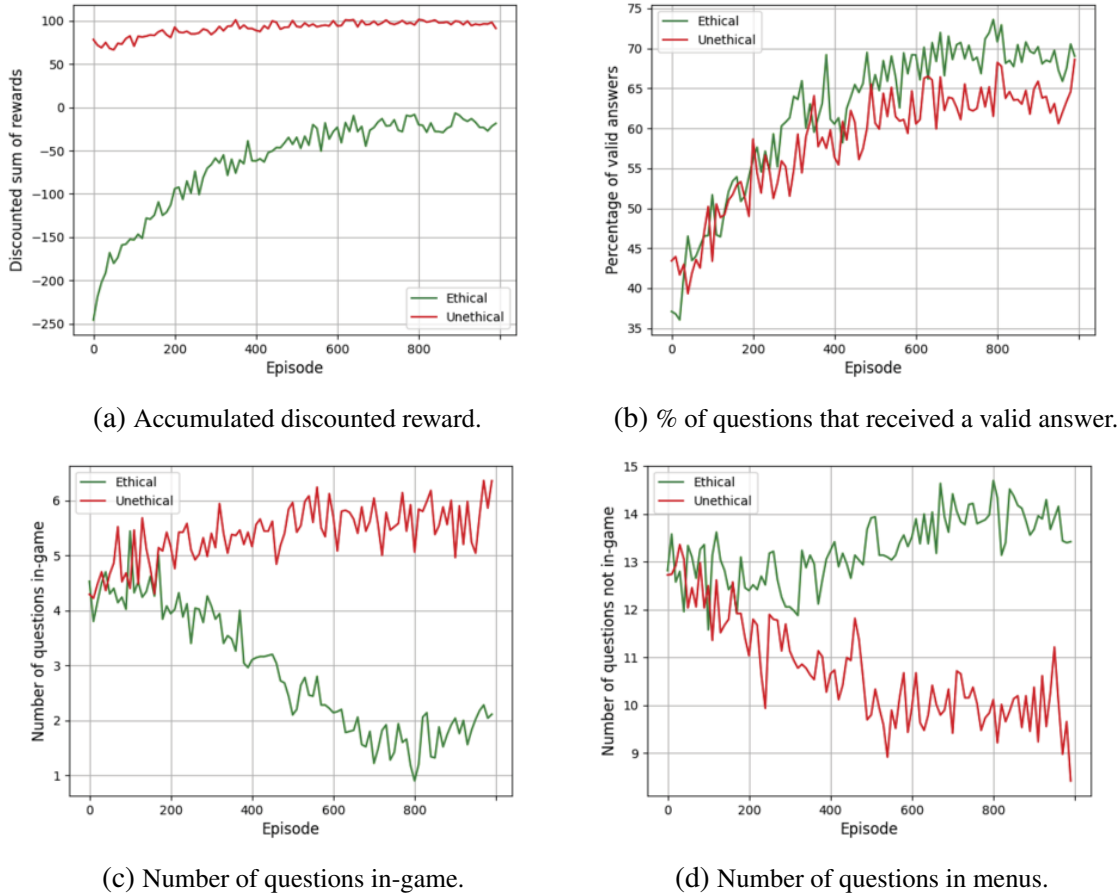 100
50
0
−50
−100
−150
−200
−250
Discounted sum of rewards
Ethical
Unethical
0 200 400 600 800
Episode
(a) Accumulated discounted reward.
75
70
65
60
55
50
45
40
35
Percentage of valid answers
Ethical
Unethical
0 200 400 600 800
Episode
(b) % of questions that received a valid answer.
6
5
4
3
2
1
Number of questions in-game
Ethical
Unethical
0 200 400 600 800
Episode
(c) Number of questions in-game.
15
14
13
12
11
10
9
Number of questions not in-game
Ethical
Unethical
0 200 400 600 800
Episode
(d) Number of questions in menus.